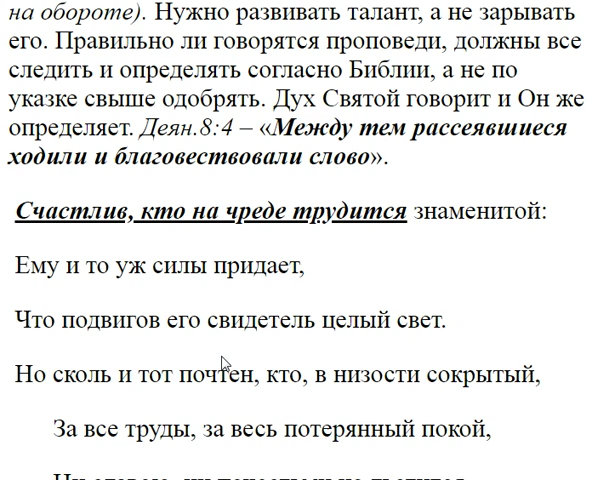 на обороте). Нужно развивать талант, а не зарывать
его. Правильно ли говорятся проповеди, должны все
следить и определять согласно Библии, а не по
указке свыше одобрять. Дух Святой говорит и Он же
определяет. Деян.8:4 – «Между тем рассеявшиеся
ходили и благовествовали слово».
Счастлив, кто на чреде трудится знаменитой:
Ему и то уж силы придает,
Что подвигов его свидетель целый свет.
Но сколь и тот почтен, кто, в низости сокрытый,
За все труды, за весь потерянный покой,